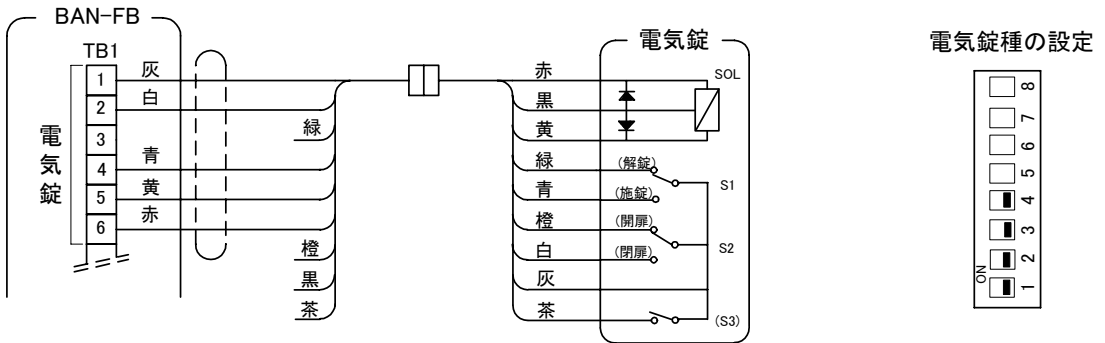 BAN-FB
TB1
電気錠
1 灰
2 白
3
4 青
5 黄
6 赤
緑
橙
黒
茶
電気錠
赤 SOL
黒
黄
緑 (解錠) S1
青 (施錠)
橙 (開扉) S2
白 (閉扉)
灰
茶 (S3)
電気錠種の設定
8
7
6
5
4
3
2
1
ON